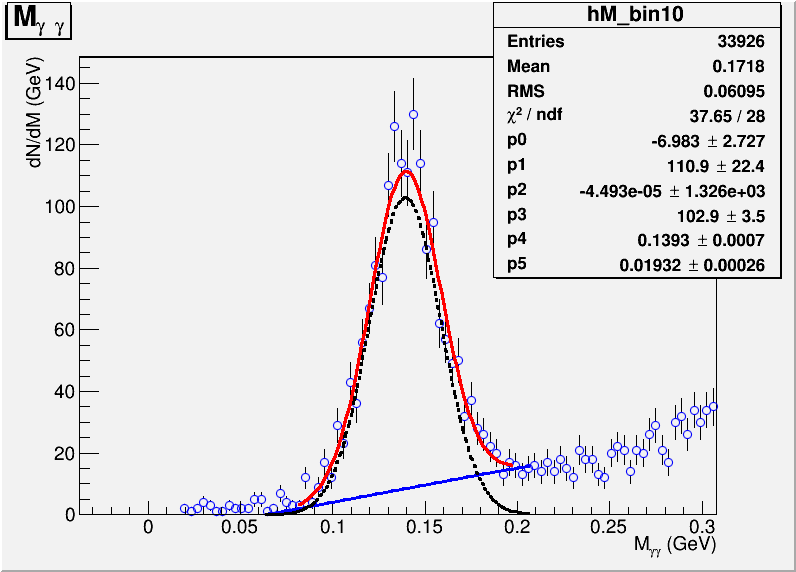 M γ γ
hM_bin10
Entries 33926
Mean 0.1718
RMS 0.06095
χ² / ndf 37.65 / 28
p0 -6.983 ± 2.727
p1 110.9 ± 22.4
p2 -4.493e-05 ± 1.326e+03
p3 102.9 ± 3.5
p4 0.1393 ± 0.0007
p5 0.01932 ± 0.00026
dN/dM (GeV)
140
120
100
80
60
40
20
0
0 0.05 0.1 0.15 0.2 0.25 0.3
M γγ (GeV)